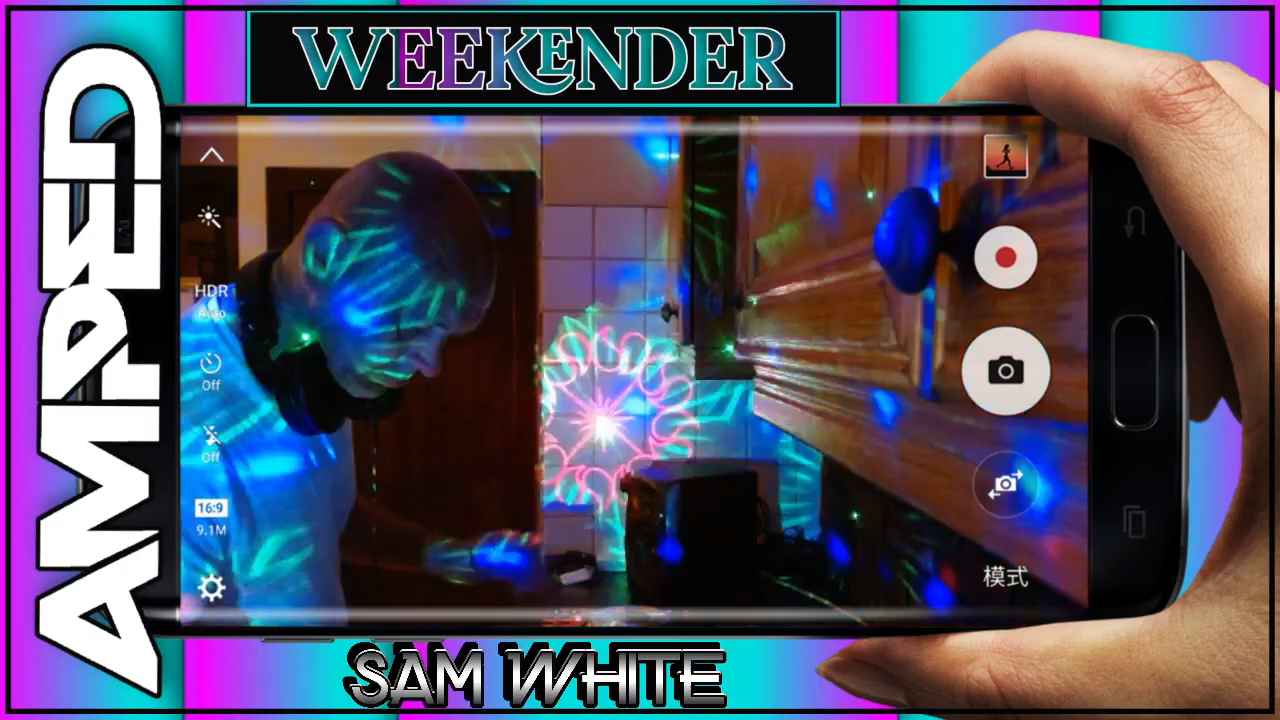 WEEKENDER
AMPED
HDR
Auto
Off
Off
16:9
9.1M
模式
SAM WHITE